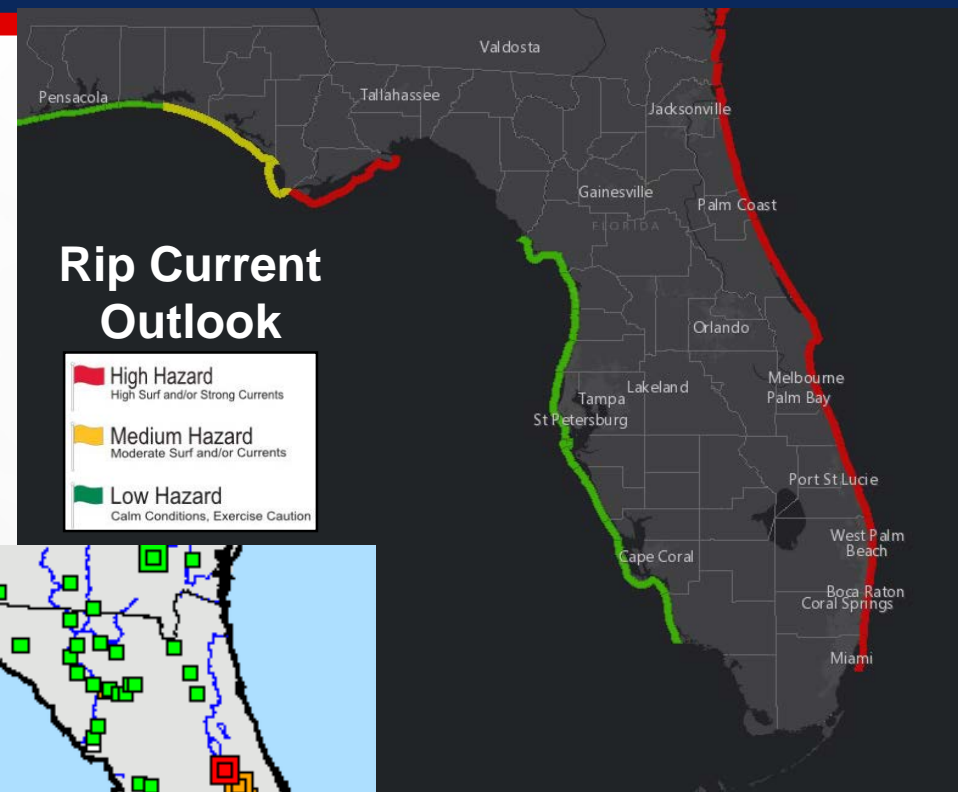 Valdosta
Pensacola
Tallahassee
Jacksonville
Gainesville
Palm Coast
FLORIDA
Rip Current
Outlook
Orlando
High Hazard
High Surf and/or Strong Currents
Melbourne
Palm Bay
Lakeland
Tampa
St Petersburg
Medium Hazard
Moderate Surf and/or Currents
Port St Lucie
Low Hazard
Calm Conditions, Exercise Caution
West Palm
Beach
Cape Coral
Boca Raton
Coral Springs
Miami